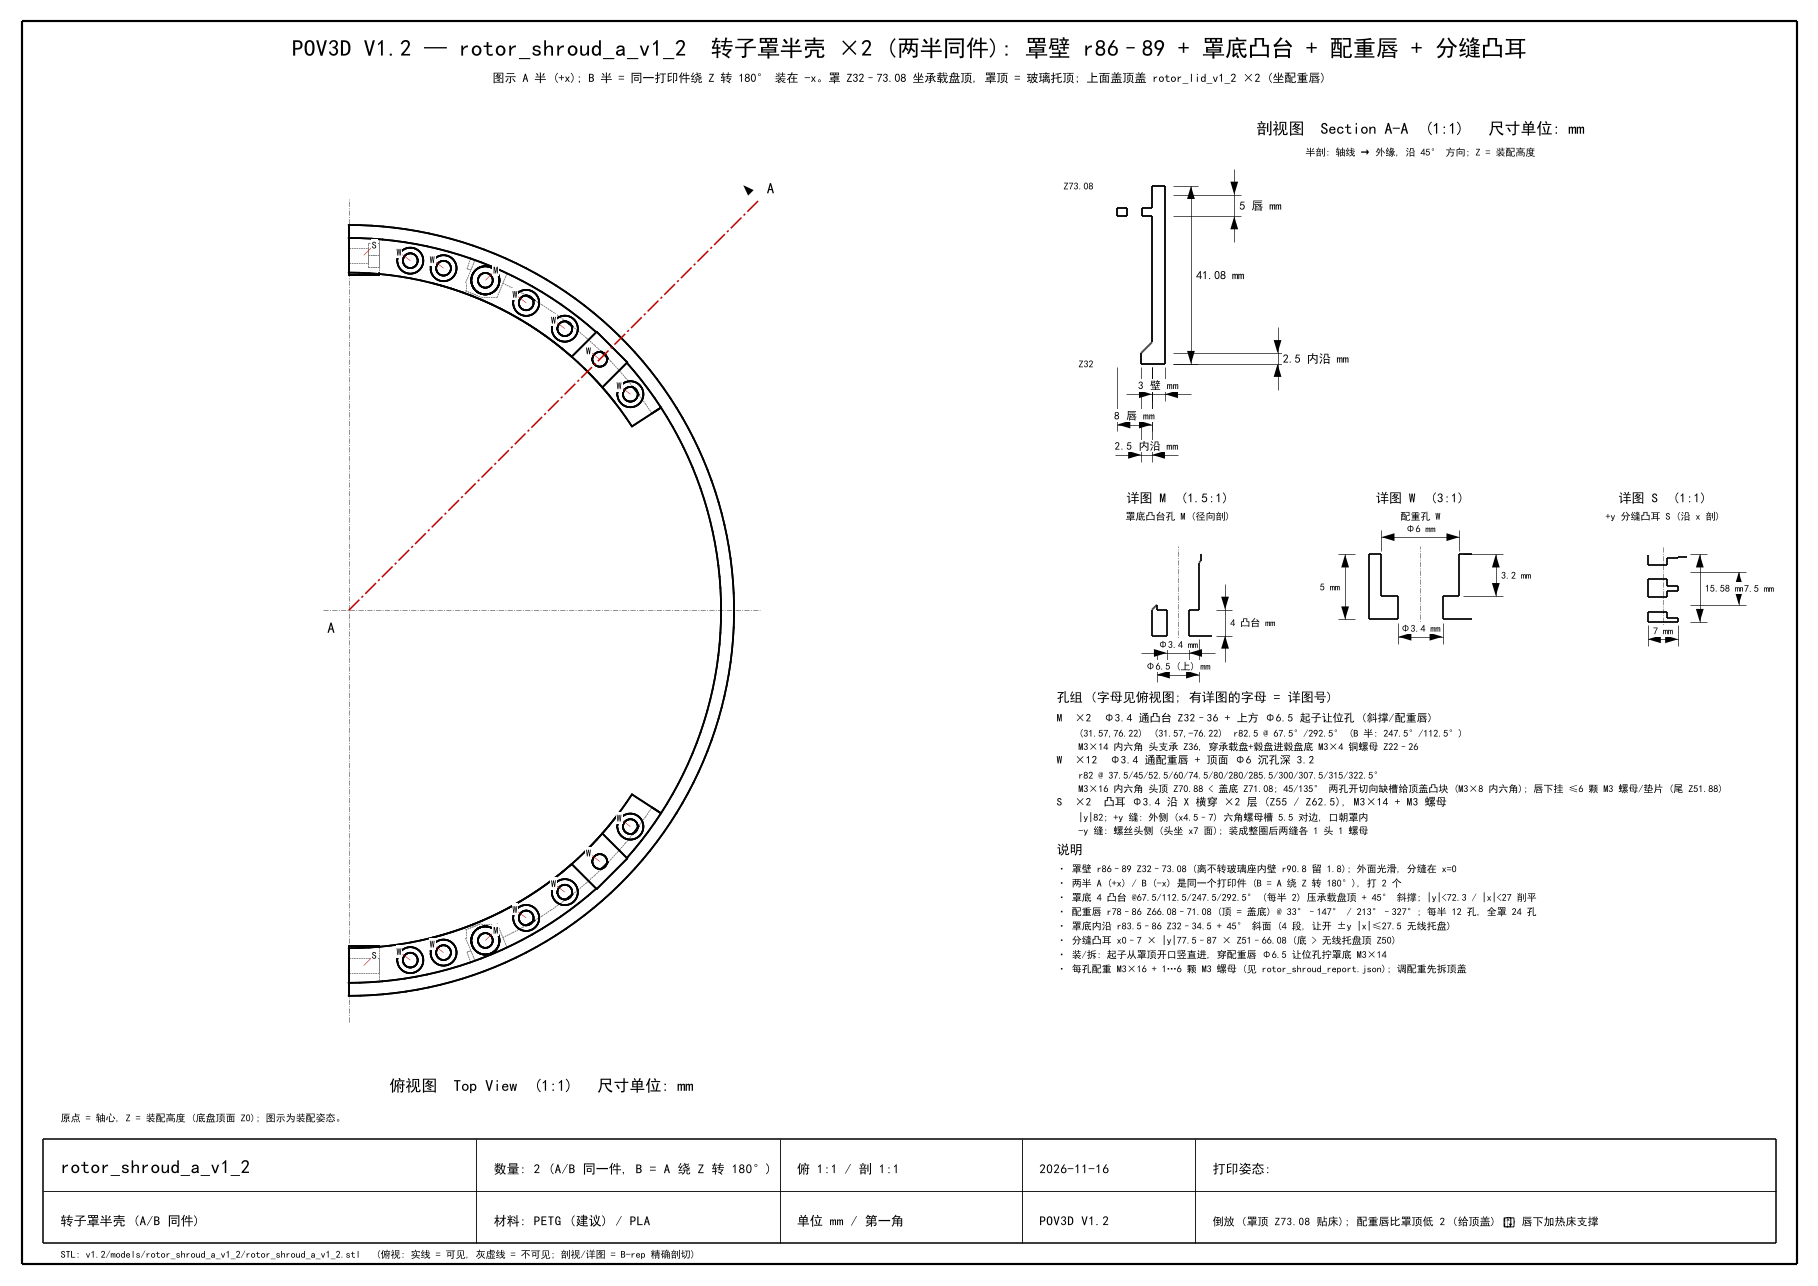 POV3D V1.2 — rotor_shroud_a_v1_2 转子罩半壳 ×2 (两半同件): 罩壁 r86-89 + 罩底凸台 + 配重唇 + 分缝凸耳
图示 A 半 (+x); B 半 = 同一打印件绕 Z 转 180° 装在 -x。罩 Z32-73.08 坐承载盘顶, 罩顶 = 玻璃托顶; 上面盖顶盖 rotor_lid_v1_2 ×2 (坐配重唇)
剖视图 Section A-A (1:1) 尺寸单位: mm
半剖: 轴线 → 外缘, 沿 45° 方向; Z = 装配高度
A
Z73.08
5 唇 mm
41.08 mm
Z32
2.5 内沿 mm
3 壁 mm
8 唇 mm
2.5 内沿 mm
S
W
W
M
W
W
W
W
A
W
W
W
W
M
W
W
S
详图 M (1.5:1)
罩底凸台孔 M (径向剖)
4 凸台 mm
Φ3.4 mm
Φ6.5 (上) mm
详图 W (3:1)
配重孔 W
Φ6 mm
5 mm
3.2 mm
Φ3.4 mm
详图 S (1:1)
+y 分缝凸耳 S (沿 x 剖)
15.58 mm
7.5 mm
7 mm
孔组 (字母见俯视图; 有详图的字母 = 详图号)
M ×2 Φ3.4 通凸台 Z32-36 + 上方 Φ6.5 起子让位孔 (斜撑/配重唇)
(31.57,76.22) (31.57,-76.22) r82.5 @ 67.5°/292.5° (B 半: 247.5°/112.5°)
M3×14 内六角 头支承 Z36, 穿承载盘+毂盘进毂盘底 M3×4 铜螺母 Z22-26
W ×12 Φ3.4 通配重唇 + 顶面 Φ6 沉孔深 3.2
r82 @ 37.5/45/52.5/60/74.5/80/280/285.5/300/307.5/315/322.5°
M3×16 内六角 头顶 Z70.88 < 盖底 Z71.08; 45/135° 两孔开切向缺槽给顶盖凸块 (M3×8 内六角); 唇下挂 ≤6 颗 M3 螺母/垫片 (尾 Z51.88)
S ×2 凸耳 Φ3.4 沿 X 横穿 ×2 层 (Z55 / Z62.5), M3×14 + M3 螺母
|y|82; +y 缝: 外侧 (x4.5-7) 六角螺母槽 5.5 对边, 口朝罩内
-y 缝: 螺丝头侧 (头坐 x7 面); 装成整圈后两缝各 1 头 1 螺母
说明
· 罩壁 r86-89 Z32-73.08 (离不转玻璃座内壁 r90.8 留 1.8); 外面光滑, 分缝在 x=0
· 两半 A (+x) / B (-x) 是同一个打印件 (B = A 绕 Z 转 180°), 打 2 个
· 罩底 4 凸台 @67.5/112.5/247.5/292.5° (每半 2) 压承载盘顶 + 45° 斜撑; |y|<72.3 / |x|<27 削平
· 配重唇 r78-86 Z66.08-71.08 (顶 = 盖底) @ 33°-147° / 213°-327°; 每半 12 孔, 全罩 24 孔
· 罩底内沿 r83.5-86 Z32-34.5 + 45° 斜面 (4 段, 让开 ±y |x|≤27.5 无线托盘)
· 分缝凸耳 x0-7 × |y|77.5-87 × Z51-66.08 (底 > 无线托盘顶 Z50)
· 装/拆: 起子从罩顶开口竖直进, 穿配重唇 Φ6.5 让位孔拧罩底 M3×14
· 每孔配重 M3×16 + 1…6 颗 M3 螺母 (见 rotor_shroud_report.json); 调配重先拆顶盖
俯视图 Top View (1:1) 尺寸单位: mm
原点 = 轴心, Z = 装配高度 (底盘顶面 Z0); 图示为装配姿态。
rotor_shroud_a_v1_2
数量: 2 (A/B 同一件, B = A 绕 Z 转 180°)
俯 1:1 / 剖 1:1
2026-11-16
打印姿态:
转子罩半壳 (A/B 同件)
材料: PETG (建议) / PLA
单位 mm / 第一角
POV3D V1.2
倒放 (罩顶 Z73.08 贴床); 配重唇比罩顶低 2 (给顶盖) 唇下加热床支撑
STL: v1.2/models/rotor_shroud_a_v1_2/rotor_shroud_a_v1_2.stl (俯视: 实线 = 可见, 灰虚线 = 不可见; 剖视/详图 = B-rep 精确剖切)